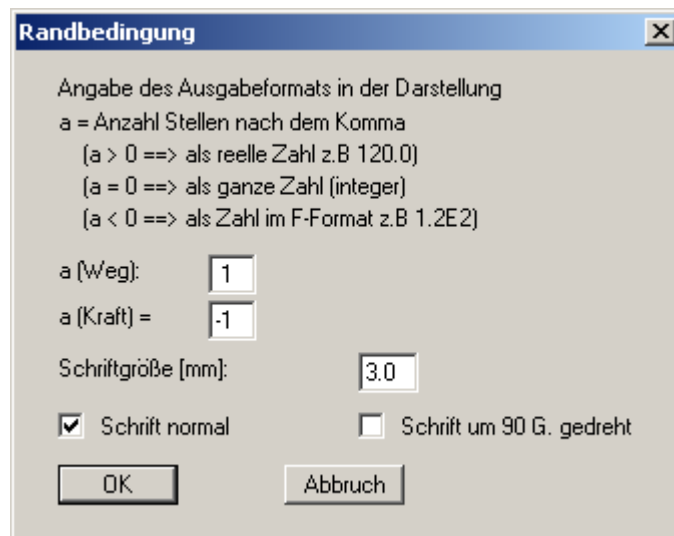 Randbedingung
Angabe des Ausgabeformats in der Darstellung
a = Anzahl Stellen nach dem Komma
(a > 0 ==> als reelle Zahl z.B 120.0)
(a = 0 ==> als ganze Zahl (integer)
(a < 0 ==> als Zahl im F-Format z.B 1.2E2)
a (Weg): 1
a (Kraft) = -1
Schriftgröße [mm]: 3.0
Schrift normal Schrift um 90 G. gedreht
OK Abbruch